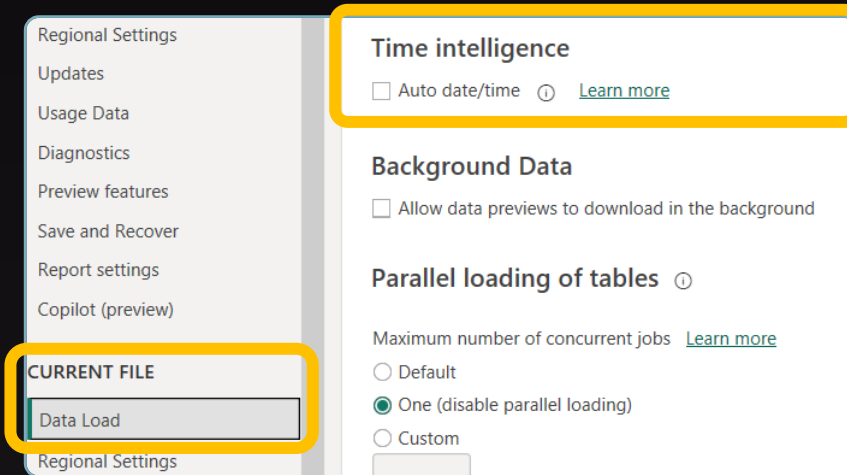 Regional Settings
Updates
Usage Data
Diagnostics
Preview features
Save and Recover
Report settings
Copilot (preview)
CURRENT FILE
Data Load
Regional Settings
Time intelligence
Auto date/time Learn more
Background Data
Allow data previews to download in the background
Parallel loading of tables
Maximum number of concurrent jobs Learn more
Default
One (disable parallel loading)
Custom